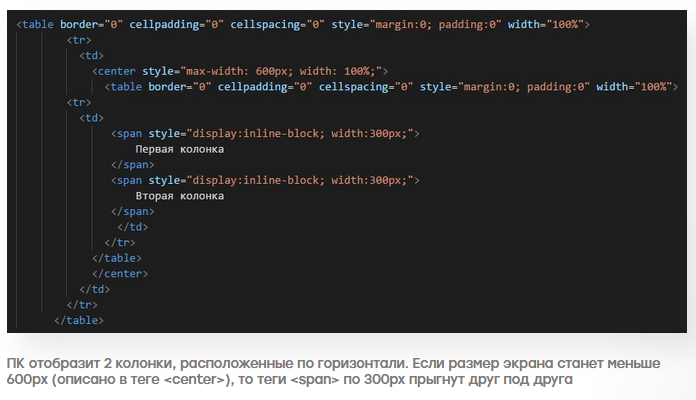 <table border="0" cellpadding="0" cellspacing="0" style="margin:0; padding:0" width="100%">
<tr>
<td>
<center style="max-width: 600px; width: 100%;">
<table border="0" cellpadding="0" cellspacing="0" style="margin:0; padding:0" width="100%">
<tr>
<td>
<span style="display:inline-block; width:300px;">
Первая колонка
</span>
<span style="display:inline-block; width:300px;">
Вторая колонка
</span>
</td>
</tr>
</table>
</center>
</td>
</tr>
</table>
ПК отобразит 2 колонки, расположенные по горизонтали. Если размер экрана станет меньше
600px (описано в теге <center>), то теги <span> по 300px прыгнут друг под друга